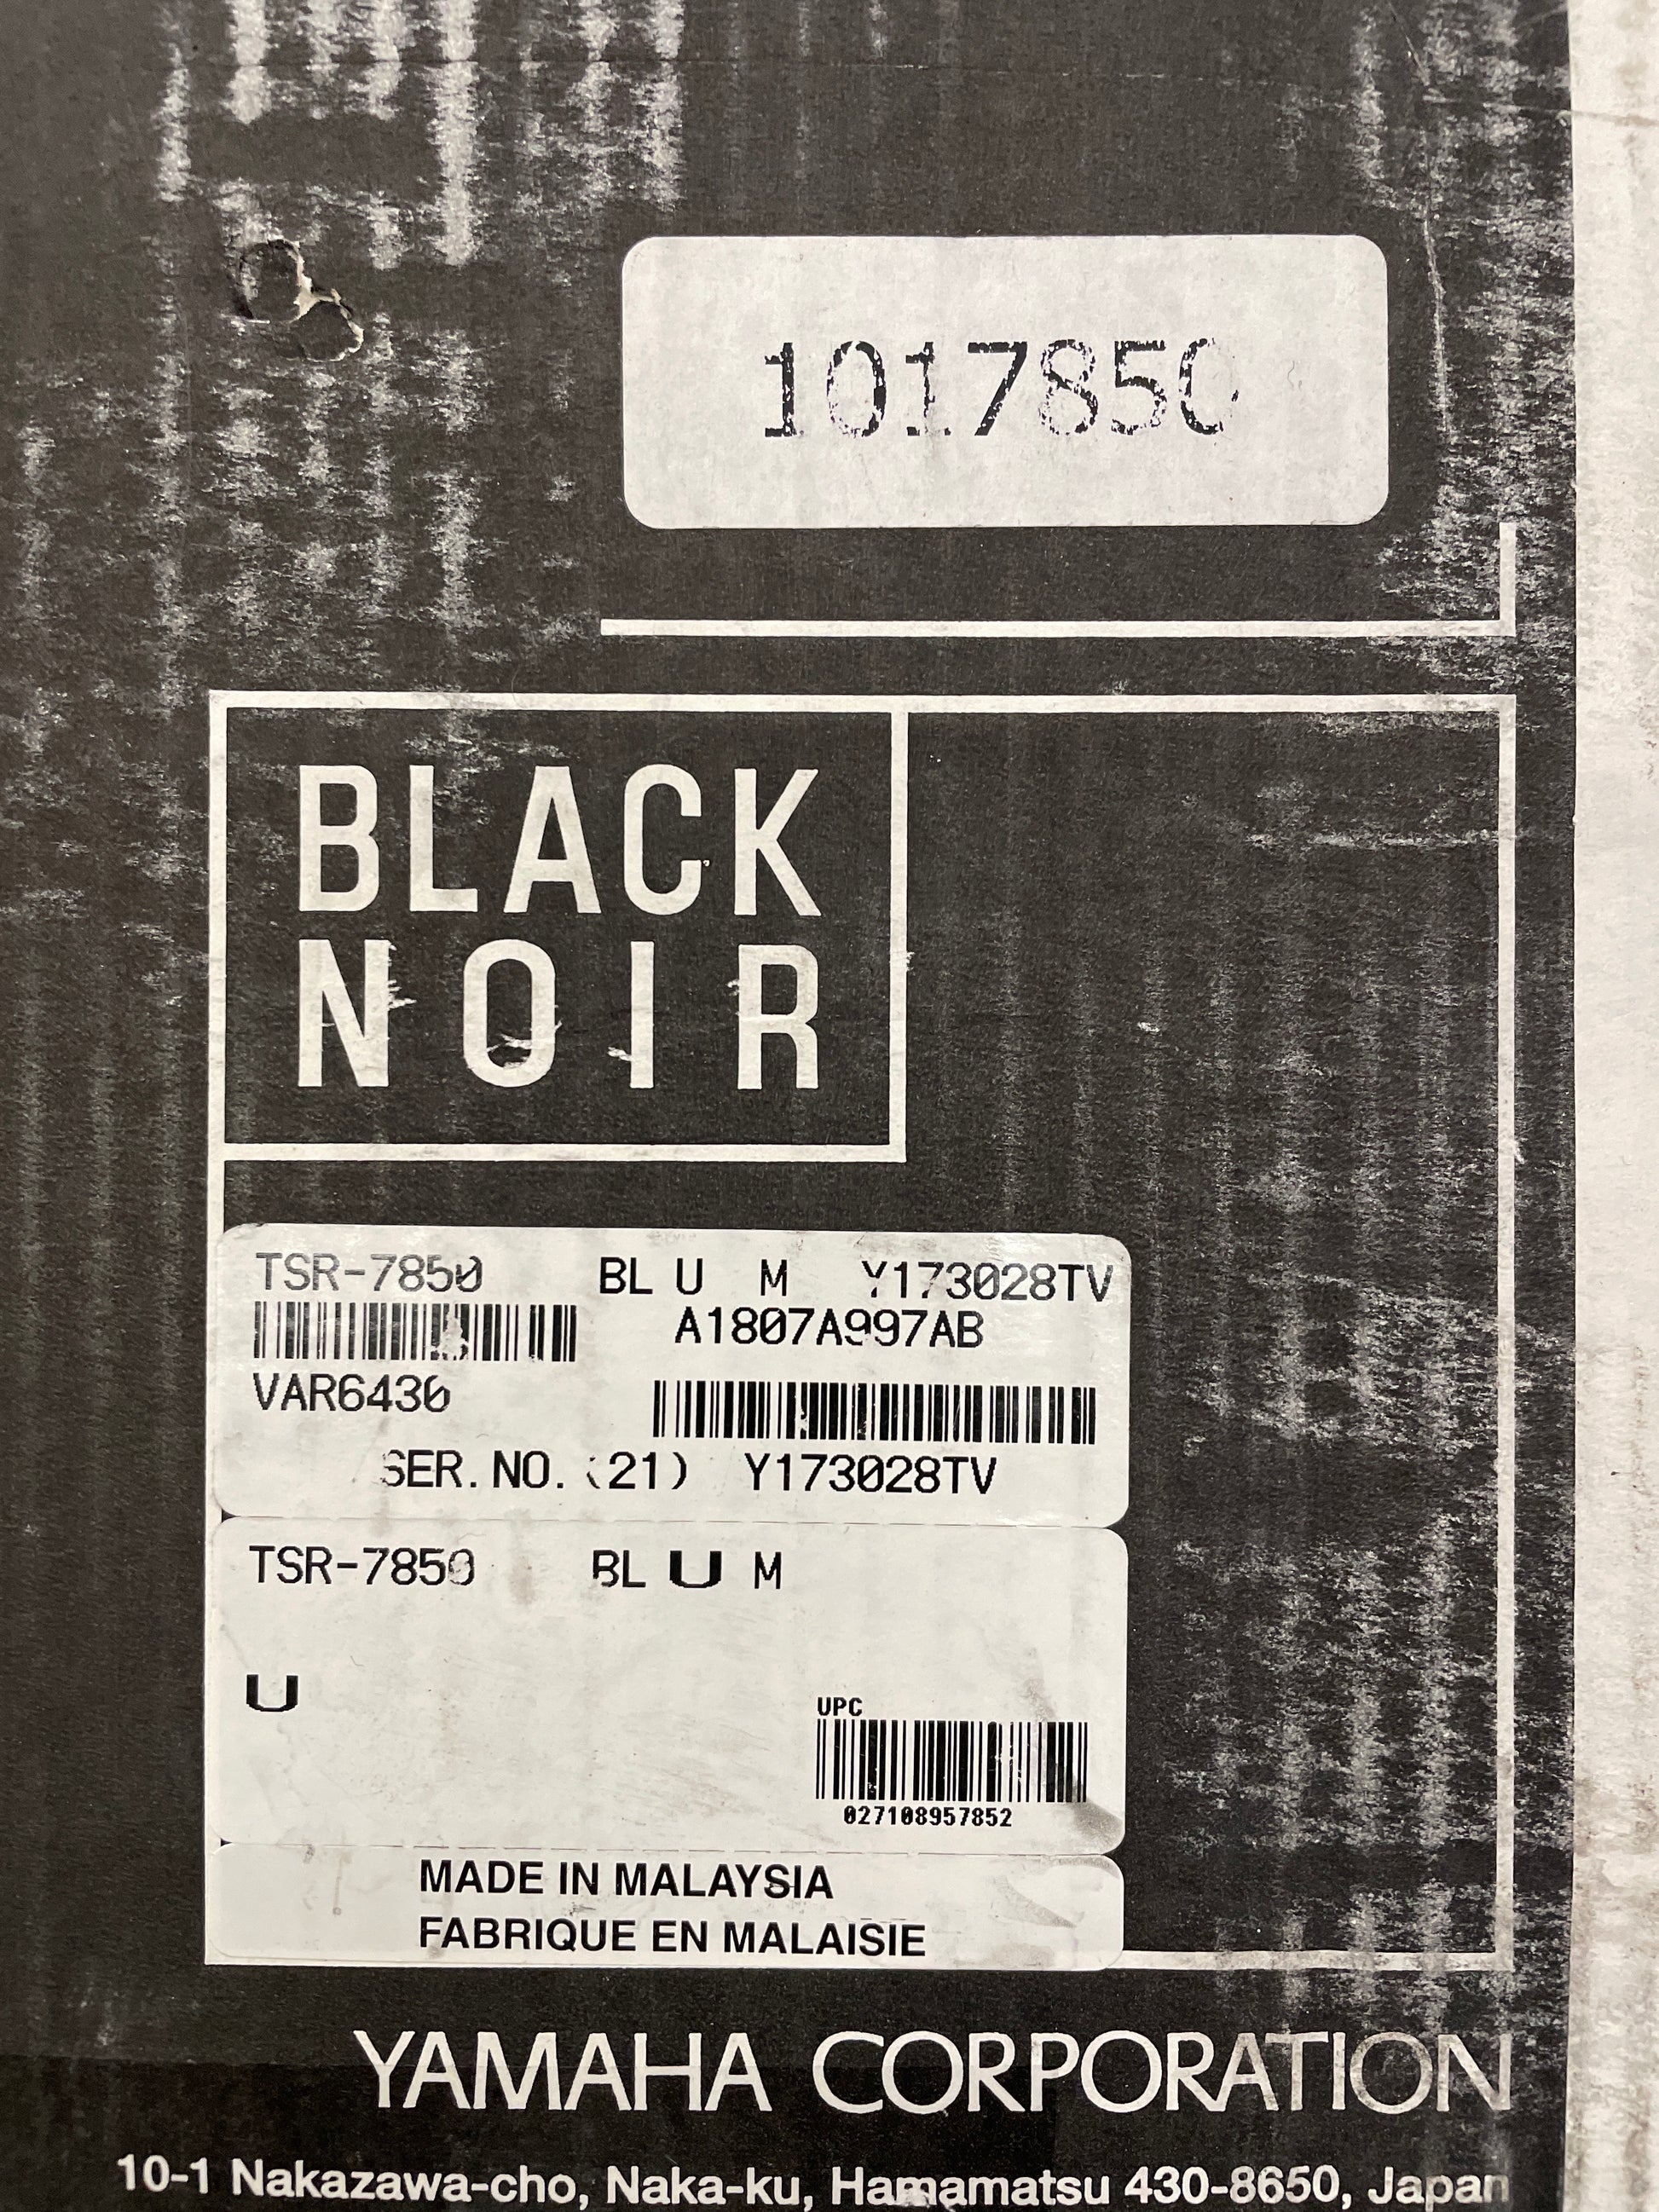 1017850
BLACK
NOIR
TSR-7850 BL U M Y173028TV
A1807A997AB
VAR6430
SER. NO. (21) Y173028TV
TSR-7850 BL U M
U
UPC
027108957852
MADE IN MALAYSIA
FABRIQUE EN MALAISIE
YAMAHA CORPORATION
10-1 Nakazawa-cho, Naka-ku, Hamamatsu 430-8650, Japan